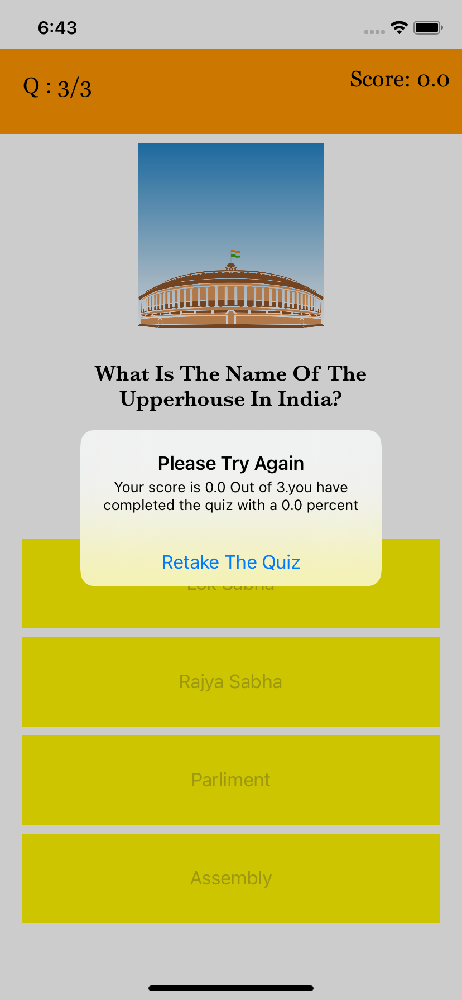 6:43
Q : 3/3
Score: 0.0
What Is The Name Of The
Upperhouse In India?
Please Try Again
Your score is 0.0 Out of 3.you have
completed the quiz with a 0.0 percent
Retake The Quiz
Lok Sabha
Rajya Sabha
Parliment
Assembly